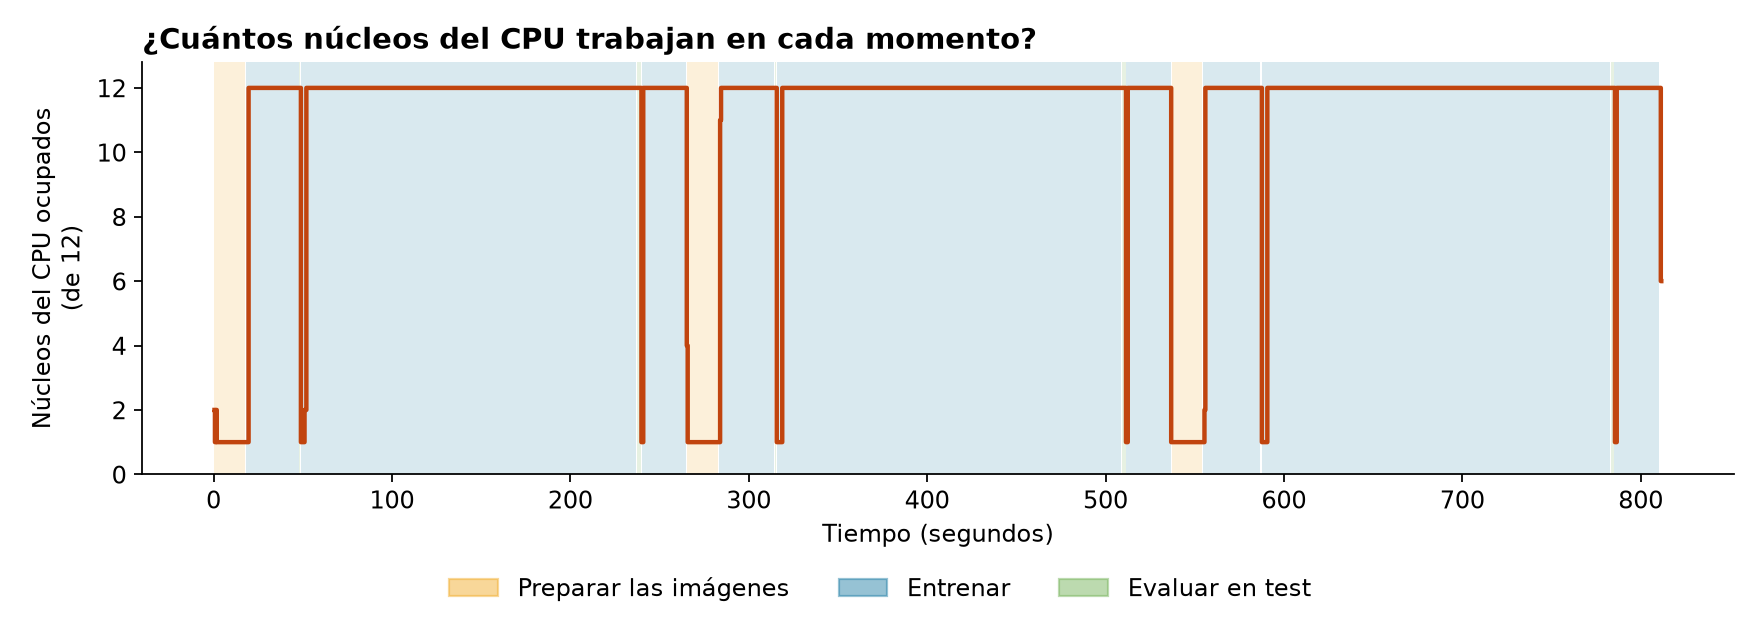 ¿Cuántos núcleos del CPU trabajan en cada momento?
Núcleos del CPU ocupados
(de 12)
12
10
8
6
4
2
0
0 100 200 300 400 500 600 700 800
Tiempo (segundos)
Preparar las imágenes Entrenar Evaluar en test